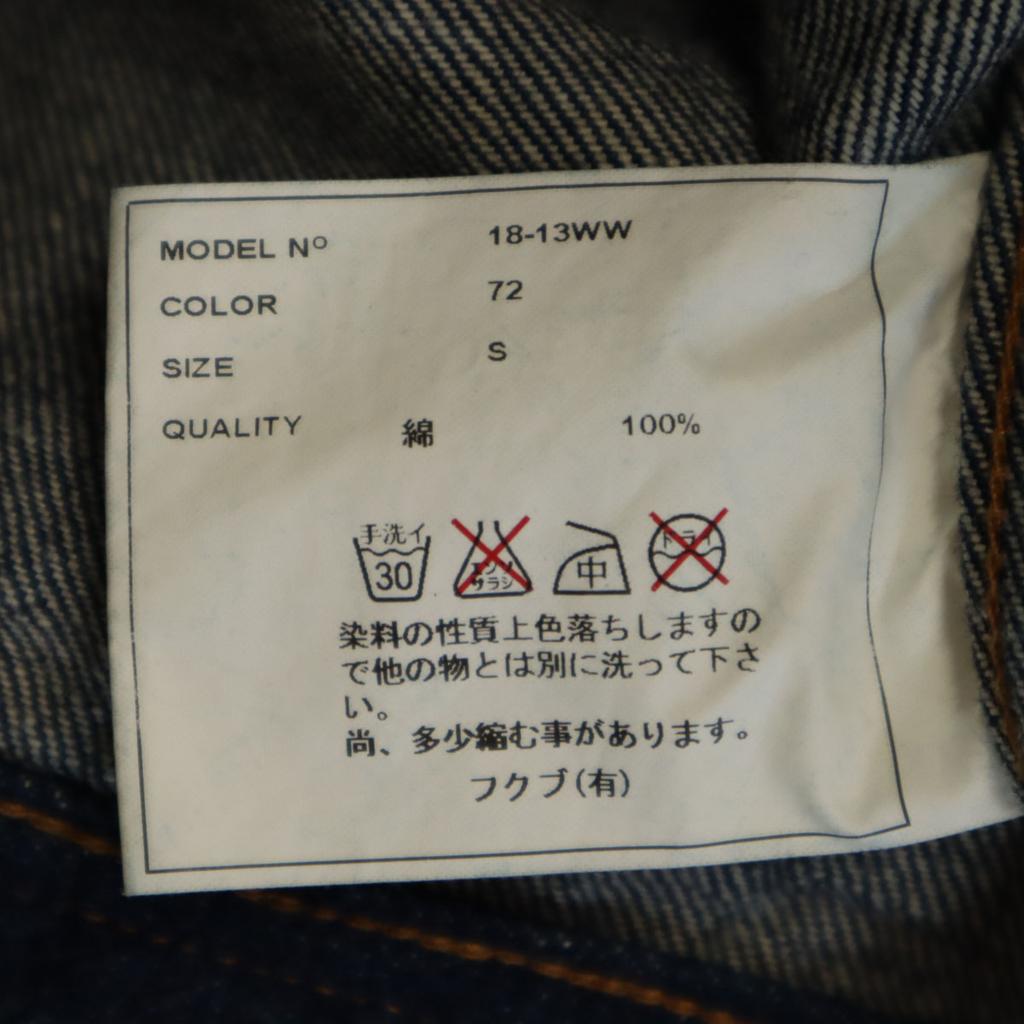 MODEL Nº 18-13WW
COLOR 72
SIZE S
QUALITY 綿 100%
手洗イ 30 エンソ サラシ 中 ドライ
染料の性質上色落ちしますの
で他の物とは別に洗って下さ
い。
尚、多少縮む事があります。
フクブ(有)